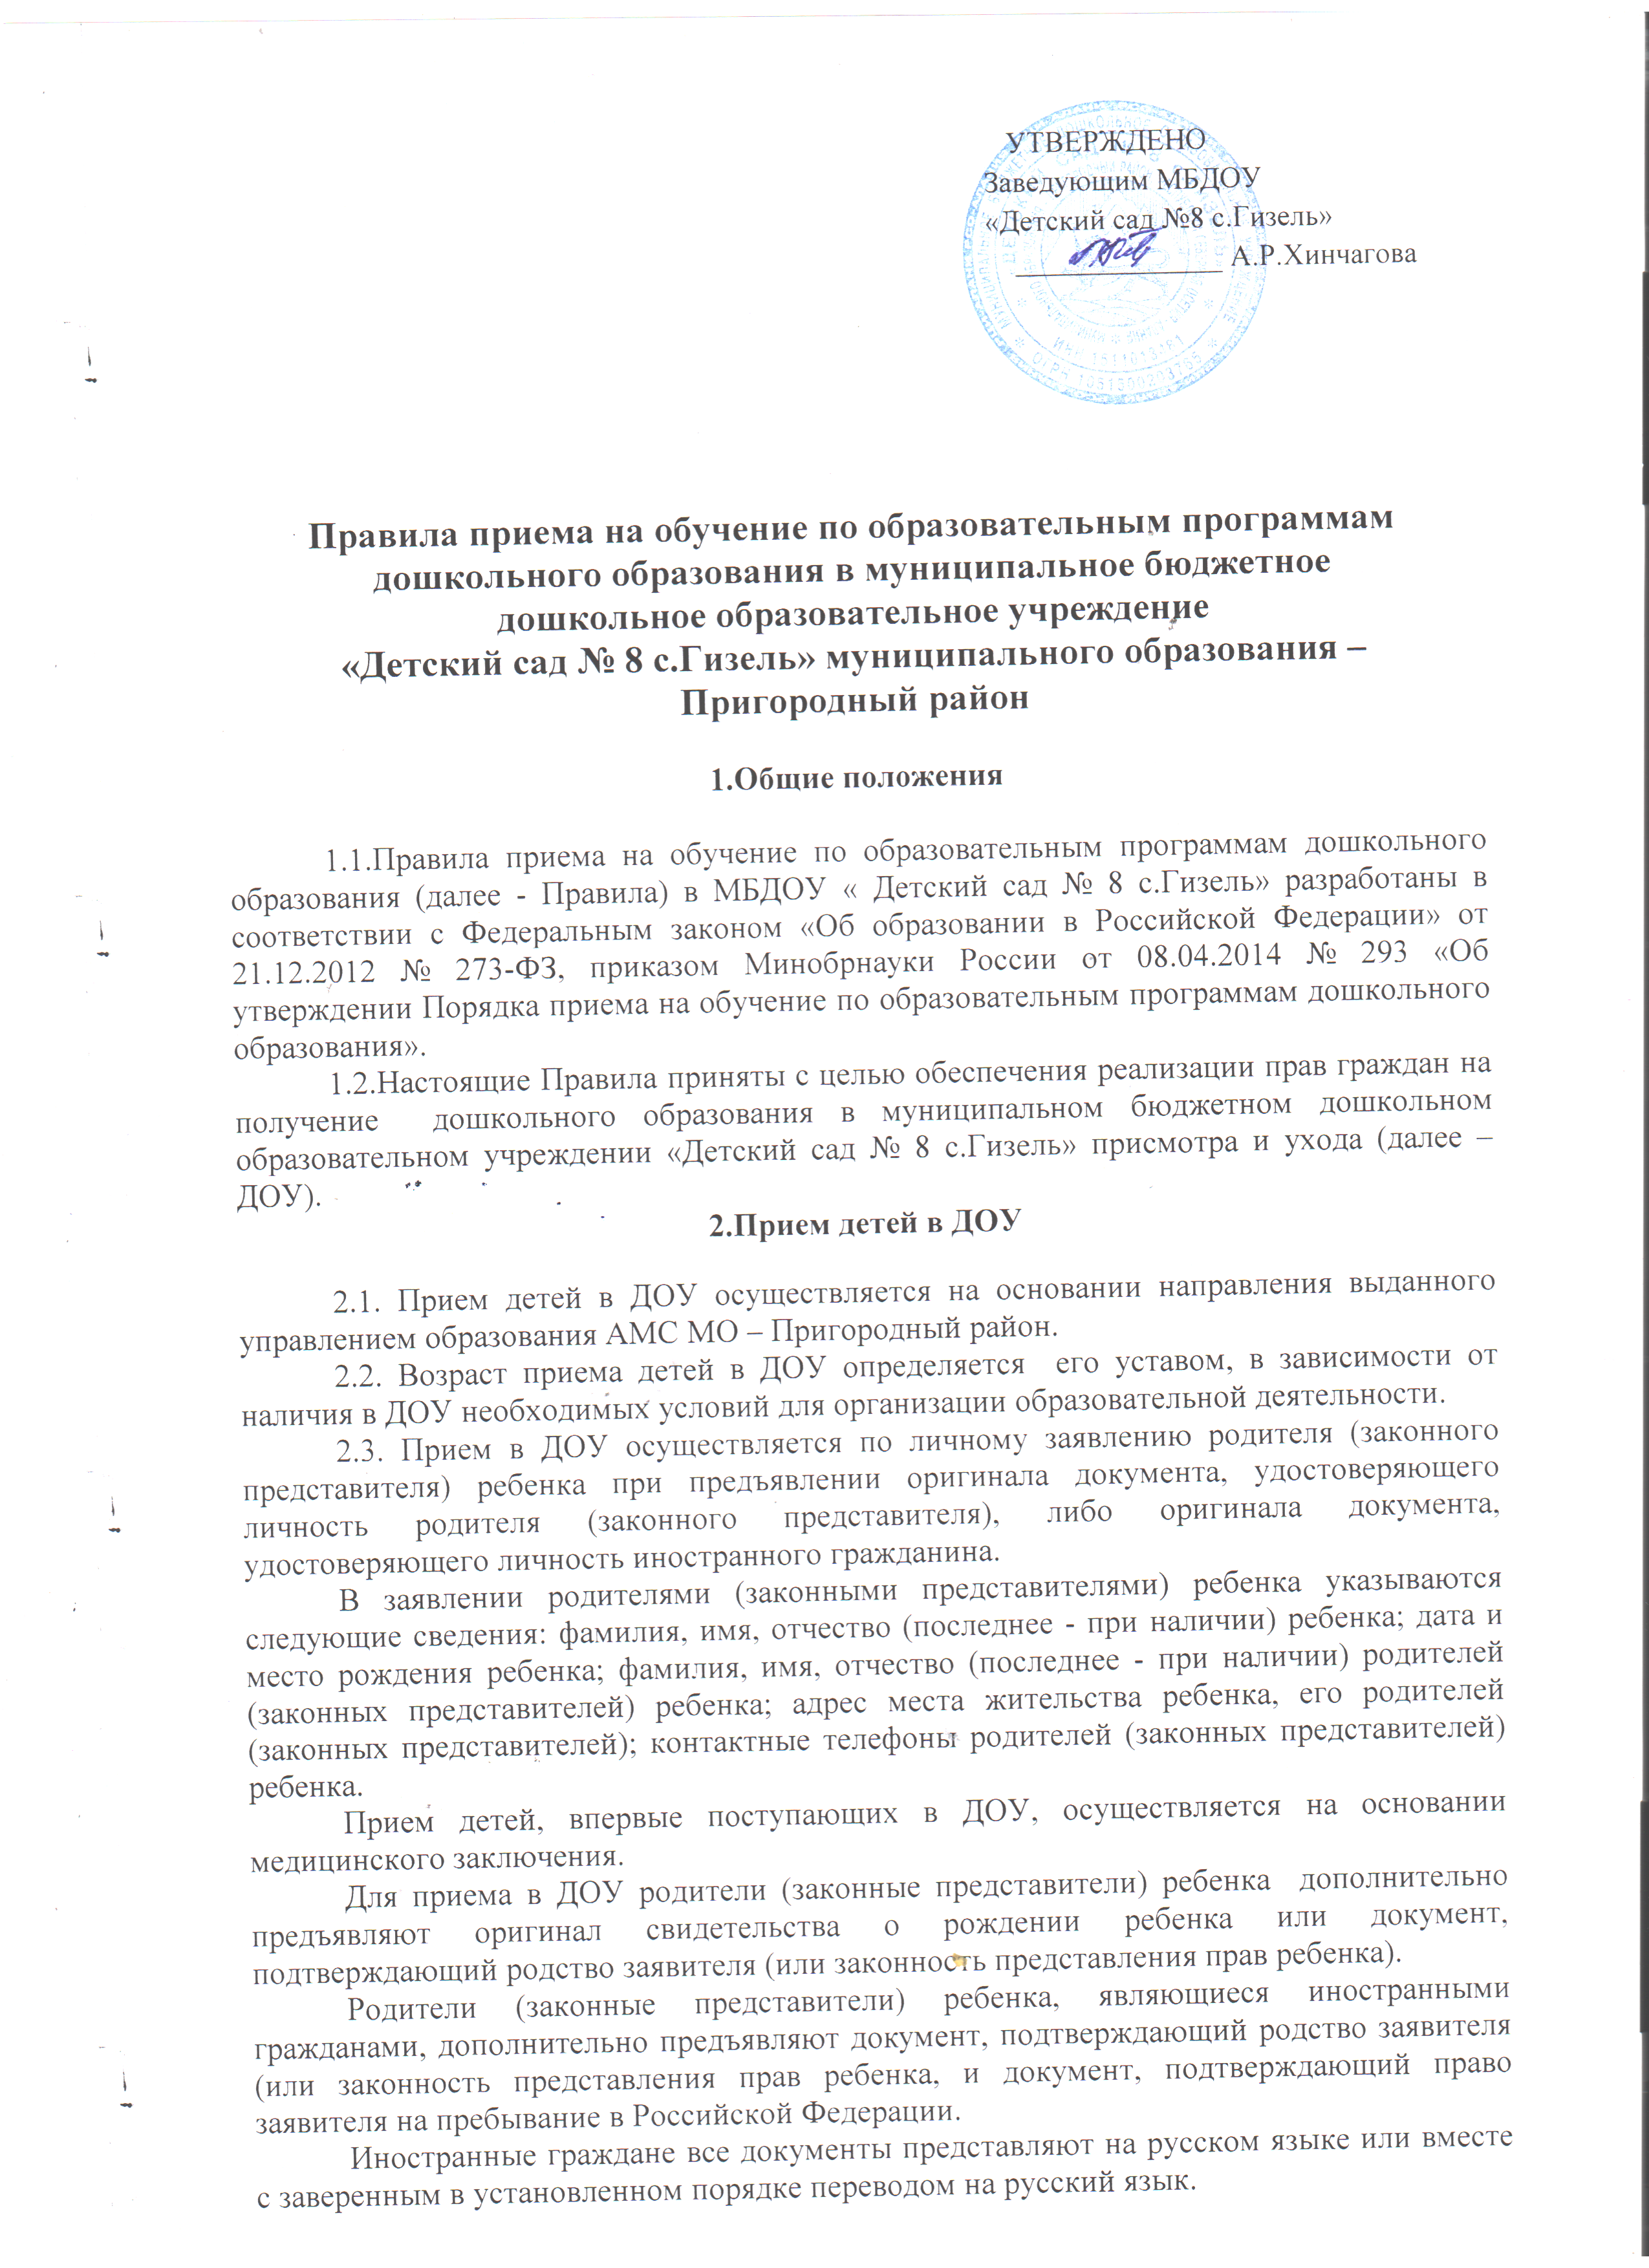 УТВЕРЖДЕНО
Заведующим МБДОУ
«Детский сад №8 с.Гизель»
А.Р.Хинчагова
Правила приема на обучение по образовательным программам
дошкольного образования в муниципальное бюджетное
дошкольное образовательное учреждение
«Детский сад № 8 с.Гизель» муниципального образования –
Пригородный район
1.Общие положения
1.1.Правила приема на обучение по образовательным программам дошкольного
образования (далее - Правила) в МБДОУ « Детский сад № 8 с.Гизель» разработаны в
соответствии с Федеральным законом «Об образовании в Российской Федерации» от
21.12.2012 № 273-ФЗ, приказом Минобрнауки России от 08.04.2014 № 293 «Об
утверждении Порядка приема на обучение по образовательным программам дошкольного
образования».
1.2.Настоящие Правила приняты с целью обеспечения реализации прав граждан на
получение дошкольного образования в муниципальном бюджетном дошкольном
образовательном учреждении «Детский сад № 8 с.Гизель» присмотра и ухода (далее –
ДОУ).
2.Прием детей в ДОУ
2.1. Прием детей в ДОУ осуществляется на основании направления выданного
управлением образования АМС МО – Пригородный район.
2.2. Возраст приема детей в ДОУ определяется его уставом, в зависимости от
наличия в ДОУ необходимых условий для организации образовательной деятельности.
2.3. Прием в ДОУ осуществляется по личному заявлению родителя (законного
представителя) ребенка при предъявлении оригинала документа, удостоверяющего
личность родителя (законного представителя), либо оригинала документа,
удостоверяющего личность иностранного гражданина.
В заявлении родителями (законными представителями) ребенка указываются
следующие сведения: фамилия, имя, отчество (последнее - при наличии) ребенка; дата и
место рождения ребенка; фамилия, имя, отчество (последнее - при наличии) родителей
(законных представителей) ребенка; адрес места жительства ребенка, его родителей
(законных представителей); контактные телефоны родителей (законных представителей)
ребенка.
Прием детей, впервые поступающих в ДОУ, осуществляется на основании
медицинского заключения.
Для приема в ДОУ родители (законные представители) ребенка дополнительно
предъявляют оригинал свидетельства о рождении ребенка или документ,
подтверждающий родство заявителя (или законность представления прав ребенка).
Родители (законные представители) ребенка, являющиеся иностранными
гражданами, дополнительно предъявляют документ, подтверждающий родство заявителя
(или законность представления прав ребенка, и документ, подтверждающий право
заявителя на пребывание в Российской Федерации.
Иностранные граждане все документы представляют на русском языке или вместе
с заверенным в установленном порядке переводом на русский язык.